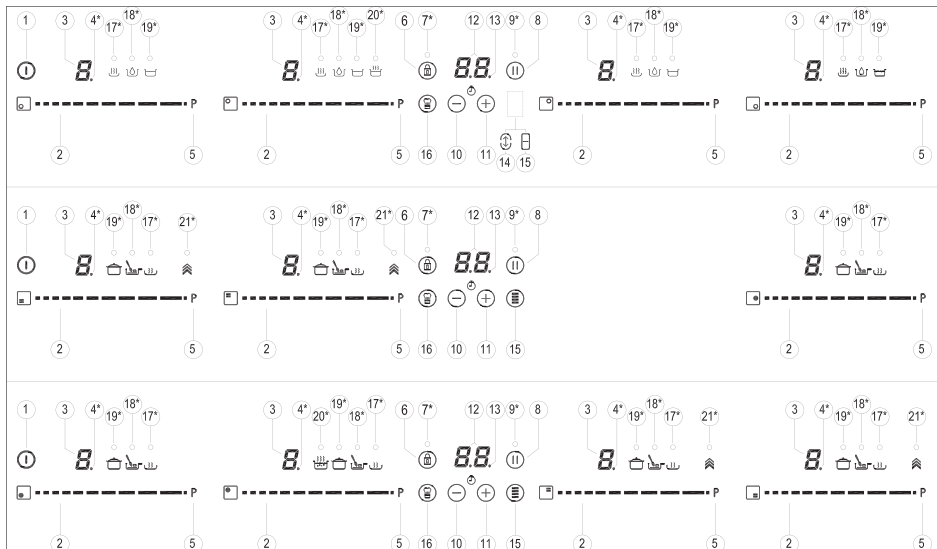 1 3 4* 17* 18* 19* 3 4* 17* 18* 19* 20* 6 7* 12 13 9* 8 3 4* 17* 18* 19* 3 4* 17* 18* 19*
8. 8. 8.8. 8. 8.
P P P P
2 5 2 5 16 10 11 14 15 2 5 2 5
1 3 4* 19* 18* 17* 21* 3 4* 19* 18* 17* 21* 6 7* 12 13 9* 8 3 4* 19* 18* 17*
8. 8. 8.8. 8.
P P P
2 5 2 5 16 10 11 15 2 5
1 3 4* 19* 18* 17* 3 4* 20* 19* 18* 17* 6 7* 12 13 9* 8 3 4* 19* 18* 17* 21* 3 4* 19* 18* 17* 21*
8. 8. 8.8. 8. 8.
P P P P
2 5 2 5 16 10 11 15 2 5 2 5